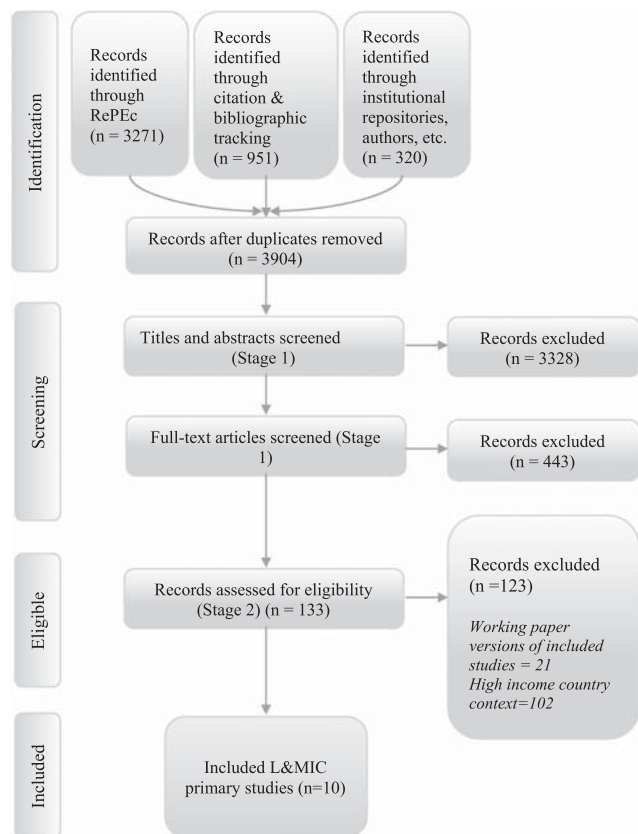 Identification
Records
identified
through
RePEc
(n = 3271)
Records
identified
through
citation &
bibliographic
tracking
(n = 951)
Records
identified
through
institutional
repositories,
authors, etc.
(n = 320)
Records after duplicates removed
(n = 3904)
Screening
Titles and abstracts screened
(Stage 1)
Records excluded
n = 3328)
Full-text articles screened (Stage
1)
Records excluded
(n = 443)
Eligible
Records assessed for eligibility
(Stage 2) (n = 133)
Records excluded
(n =123)
Working paper
versions of included
studies = 21
High income country
context=102
Included
Included L&MIC
primary studies (n=10)